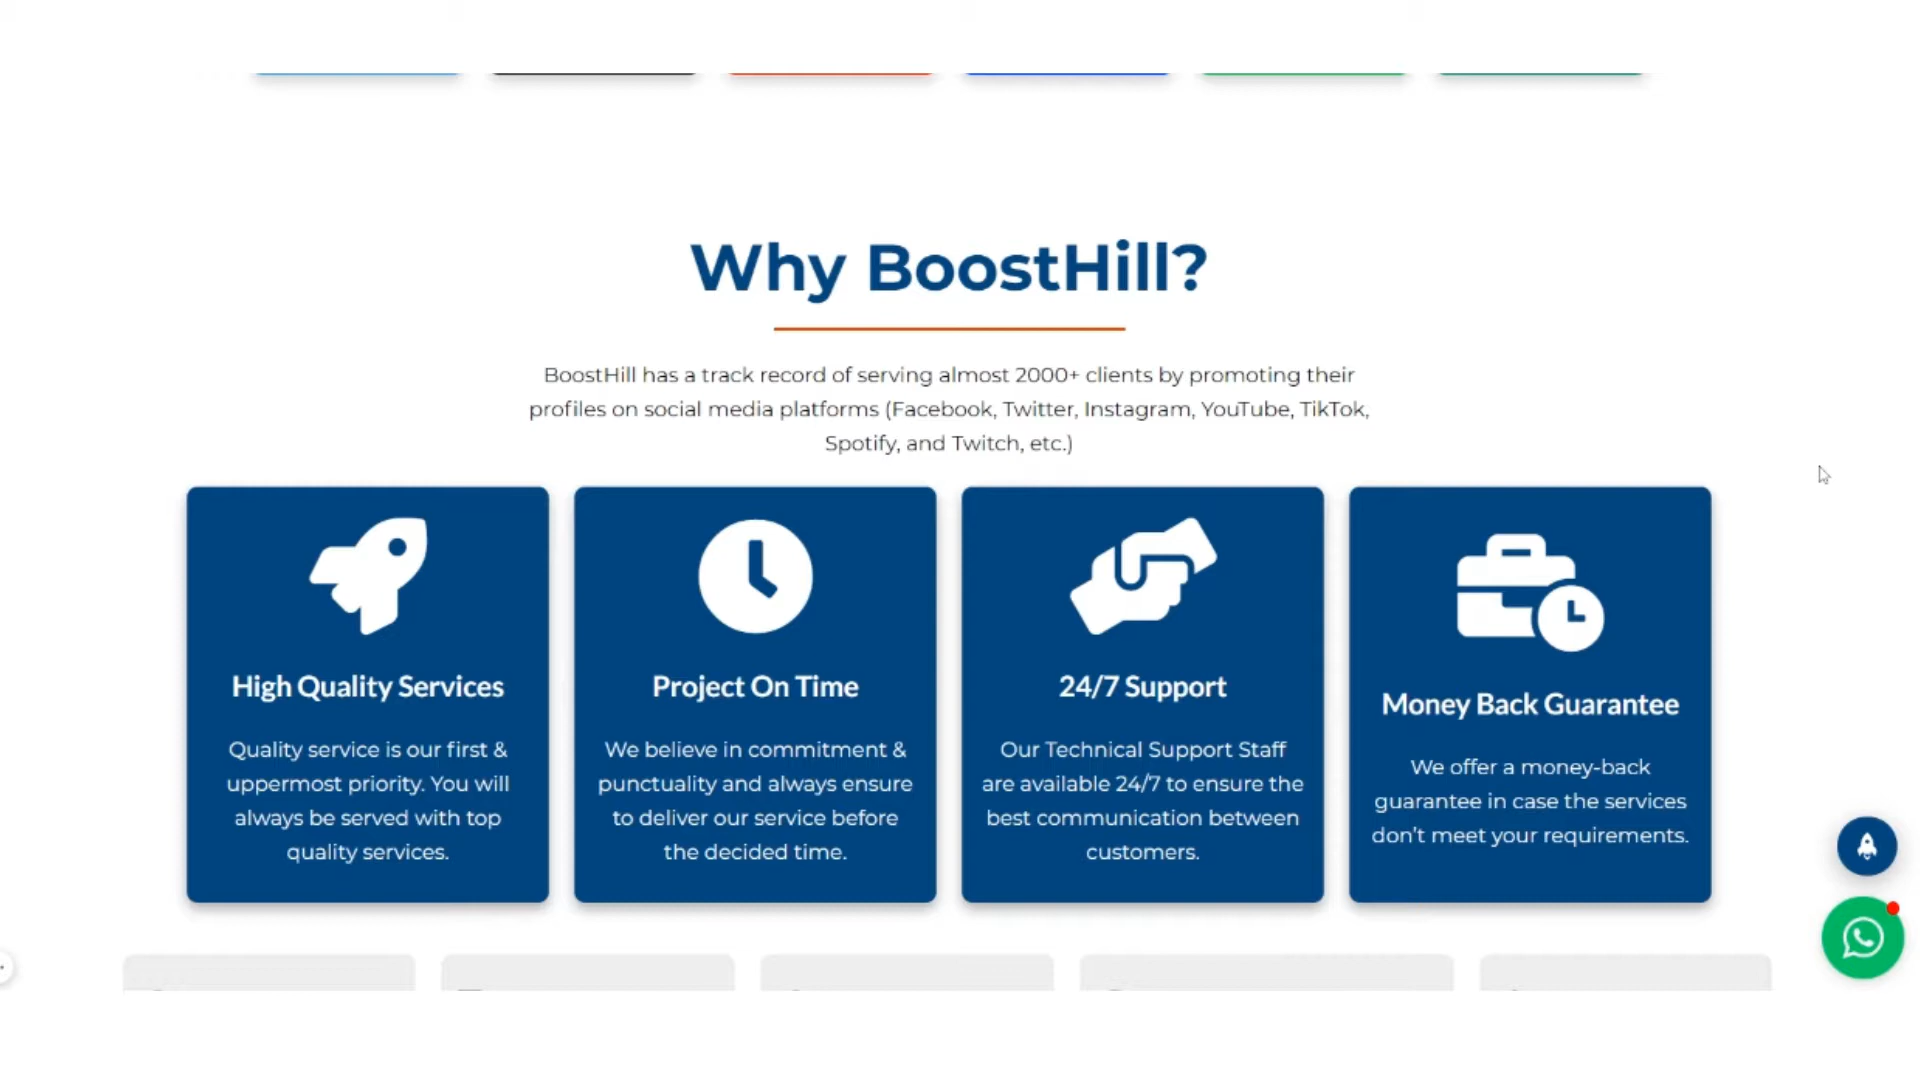 Why BoostHill?
BoostHill has a track record of serving almost 2000+ clients by promoting their
profiles on social media platforms (Facebook, Twitter, Instagram, YouTube, TikTok,
Spotify, and Twitch, etc.)
High Quality Services
Quality service is our first &
uppermost priority. You will
always be served with top
quality services.
Project On Time
We believe in commitment &
punctuality and always ensure
to deliver our service before
the decided time.
24/7 Support
Our Technical Support Staff
are available 24/7 to ensure the
best communication between
customers.
Money Back Guarantee
We offer a money-back
guarantee in case the services
don't meet your requirements.